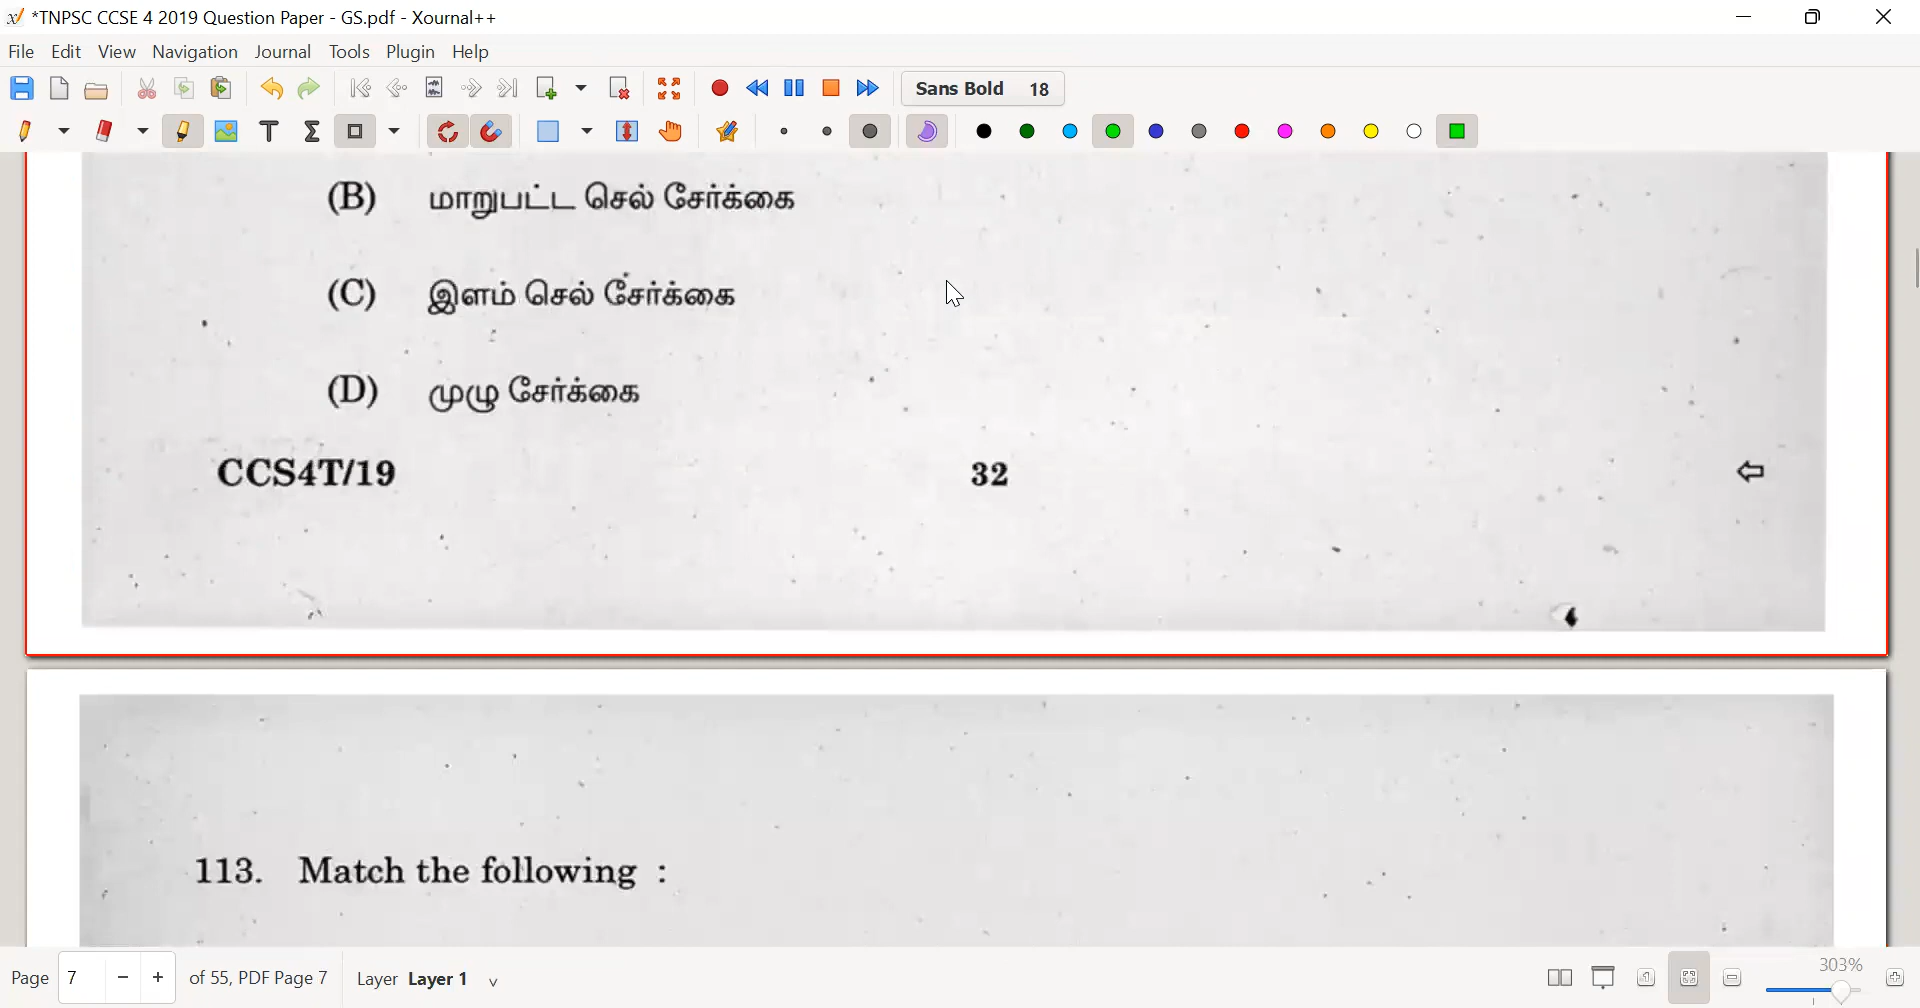 *TNPSC CCSE 4 2019 Question Paper - GS.pdf - Xournal++
File Edit View Navigation Journal Tools Plugin Help
Sans Bold 18
(B) மாறுபட்ட செல் சேர்க்கை
(C) இளம் செல் சேர்க்கை
(D) முழு சேர்க்கை
CCS4T/19 32
113. Match the following :
Page 7 of 55, PDF Page 7 Layer Layer 1 303%